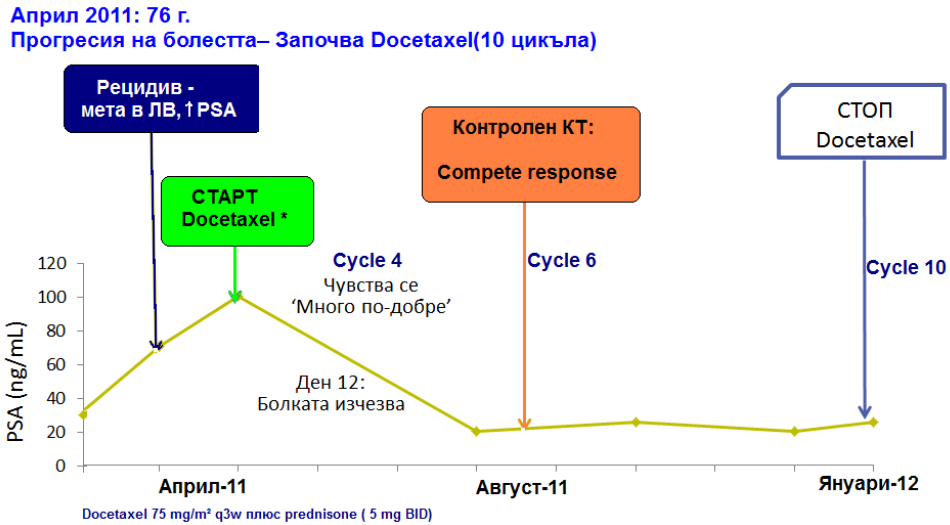 Април 2011: 76 г.
Прогресия на болестта– Започва Docetaxel(10 цикъла)
Рецидив -
мета в ЛВ,↑PSA
СТАРТ
Docetaxel *
Контролен КТ:
Compete response
СТОП
Docetaxel
Cycle 4
Чувства се
‘Много по-добре’
Cycle 6
Cycle 10
Ден 12:
Болката изчезва
PSA (ng/mL)
120
100
80
60
40
20
0
Април-11
Август-11
Януари-12
Docetaxel 75 mg/m² q3w плюс prednisone ( 5 mg BID)